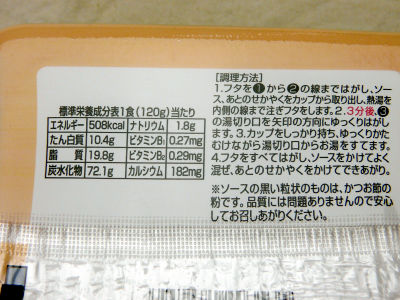 標準栄養成分表1食(120g)当たり
エネルギー 508kcal ナトリウム 1.8g
たん白質 10.4g ビタミンB₁ 0.27mg
脂質 19.8g ビタミンB₂ 0.29mg
炭水化物 72.1g カルシウム 182mg
[調理方法]
1.フタを❶から❷の線まではがし、ソー
ス、あとのせかやくをカップから取り出し、熱湯を
内側の線まで注ぎフタをします。2.3分後、❸
の湯切り口を矢印の方向にゆっくりはがし
ます。3.カップをしっかり持ち、ゆっくりかた
むけながら湯切り口からお湯をすてます。
4.フタをすべてはがし、ソースをかけてよく
混ぜ、あとのせかやくをかけてできあがり。
※ソースの黒い粒状のものは、かつお節の
粉です。品質には問題ありませんので安心
してお召しあがりください。